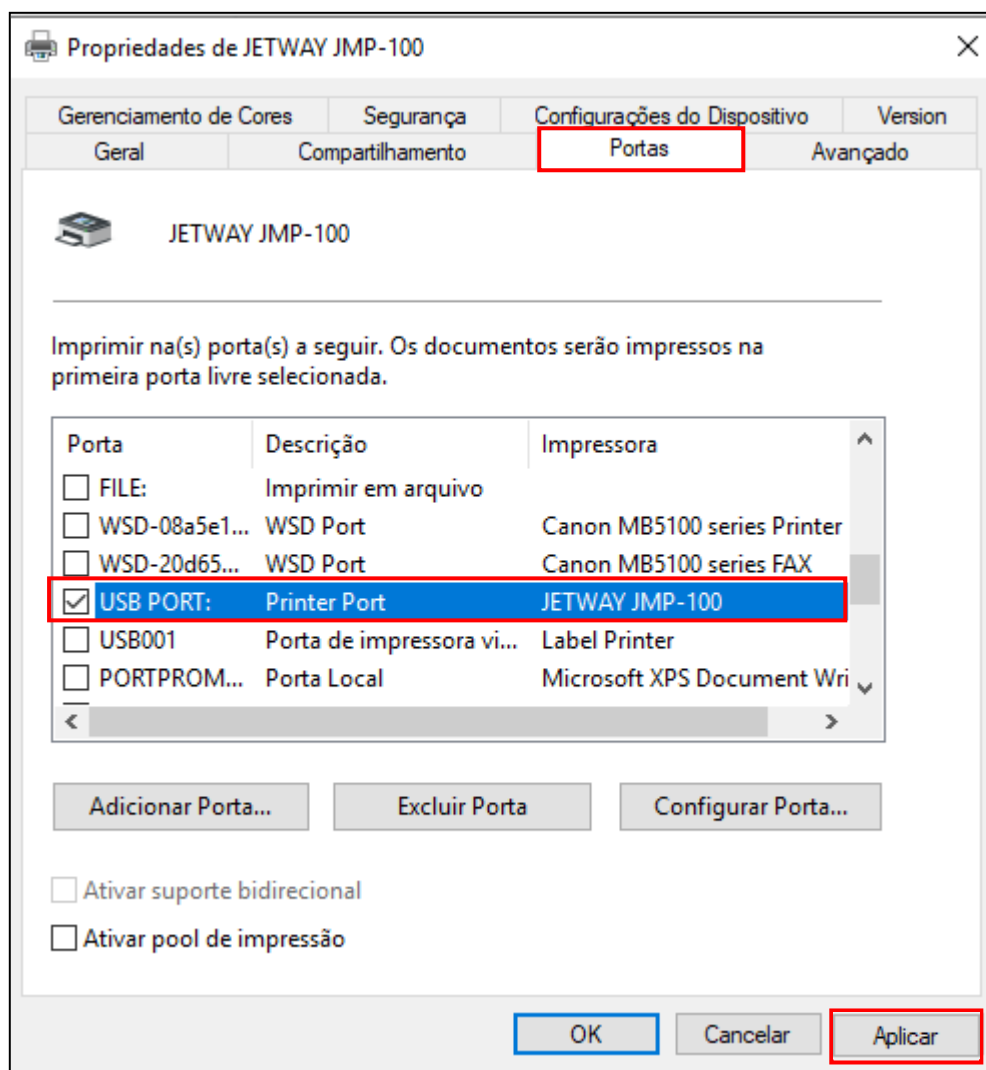 Propriedades de JETWAY JMP-100
Gerenciamento de Cores Segurança Configurações do Dispositivo Version
Geral Compartilhamento Portas Avançado
JETWAY JMP-100
Imprimir na(s) porta(s) a seguir. Os documentos serão impressos na
primeira porta livre selecionada.
Porta Descrição Impressora
FILE: Imprimir em arquivo
WSD-08a5e1... WSD Port Canon MB5100 series Printer
WSD-20d65... WSD Port Canon MB5100 series FAX
USB PORT: Printer Port JETWAY JMP-100
USB001 Porta de impressora vi... Label Printer
PORTPROM... Porta Local Microsoft XPS Document Wri
Adicionar Porta... Excluir Porta Configurar Porta...
Ativar suporte bidirecional
Ativar pool de impressão
OK Cancelar Aplicar